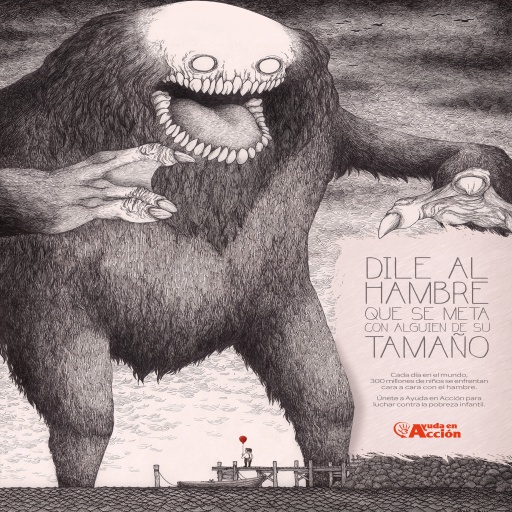 DILE AL
HAMBRE
QUE SE META
CON ALGUIEN DE SU
TAMAÑO
Cada día en el mundo,
300 millones de niños se enfrentan
cara a cara con el hambre.
Únete a Ayuda en Acción para
luchar contra la pobreza infantil.
Ayuda en
Acción